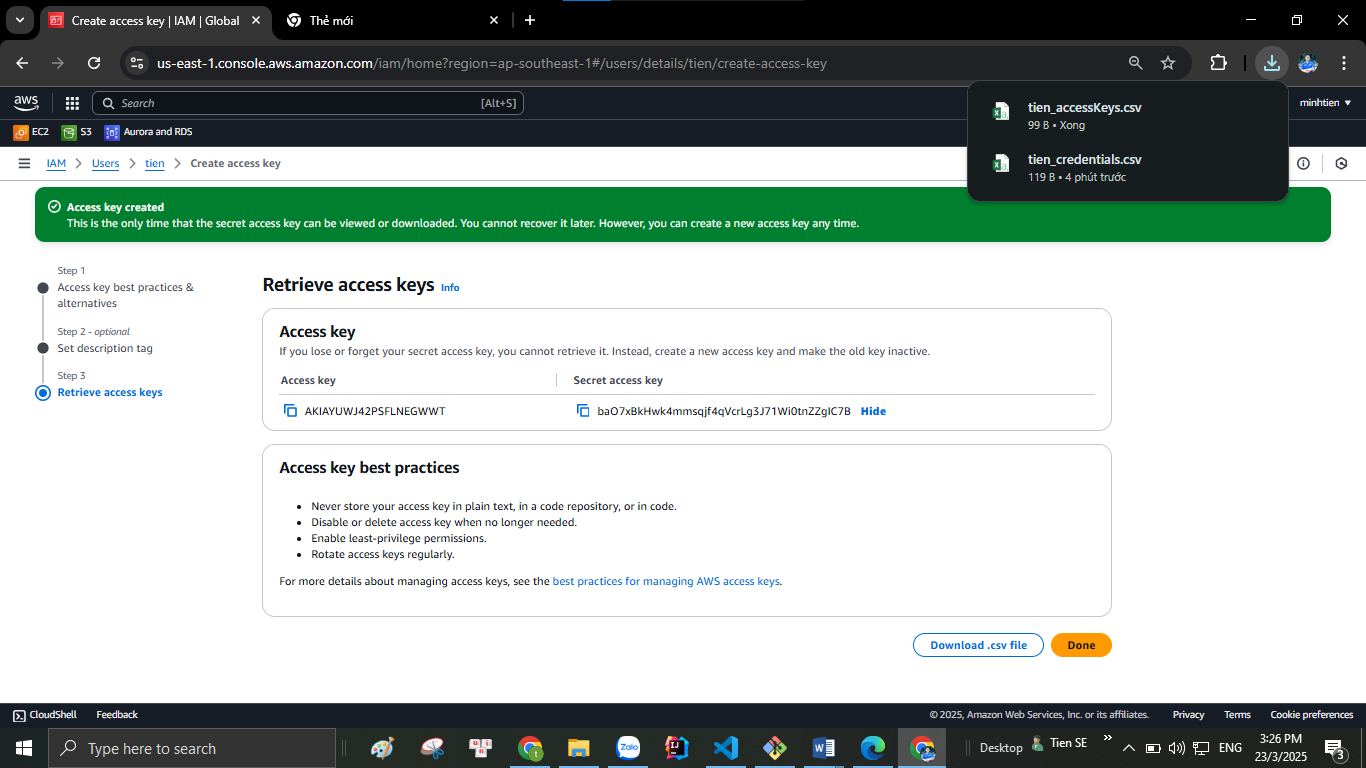 Create access key | IAM | Global
Thẻ mới
us-east-1.console.aws.amazon.com/iam/home?region=ap-southeast-1#/users/details/tien/create-access-key
aws
Search
[Alt+S]
minhtien
tien_accessKeys.csv
99 B • Xong
tien_credentials.csv
119 B • 4 phút trước
EC2
S3
Aurora and RDS
IAM
Users
tien
Create access key
Access key created
This is the only time that the secret access key can be viewed or downloaded. You cannot recover it later. However, you can create a new access key any time.
Step 1
Access key best practices &
alternatives
Step 2 - optional
Set description tag
Step 3
Retrieve access keys
Retrieve access keys Info
Access key
If you lose or forget your secret access key, you cannot retrieve it. Instead, create a new access key and make the old key inactive.
Access key
Secret access key
AKIAYUWJ42PSFLNEGWWT
baO7xBkHwk4mmsqjf4qVcrLg3J71Wi0tnZZgIC7B
Hide
Access key best practices
• Never store your access key in plain text, in a code repository, or in code.
• Disable or delete access key when no longer needed.
• Enable least-privilege permissions.
• Rotate access keys regularly.
For more details about managing access keys, see the best practices for managing AWS access keys.
Download .csv file
Done
CloudShell
Feedback
© 2025, Amazon Web Services, Inc. or its affiliates.
Privacy
Terms
Cookie preferences
Type here to search
Zalo
Desktop
Tien SE
ENG
3:26 PM
23/3/2025
3